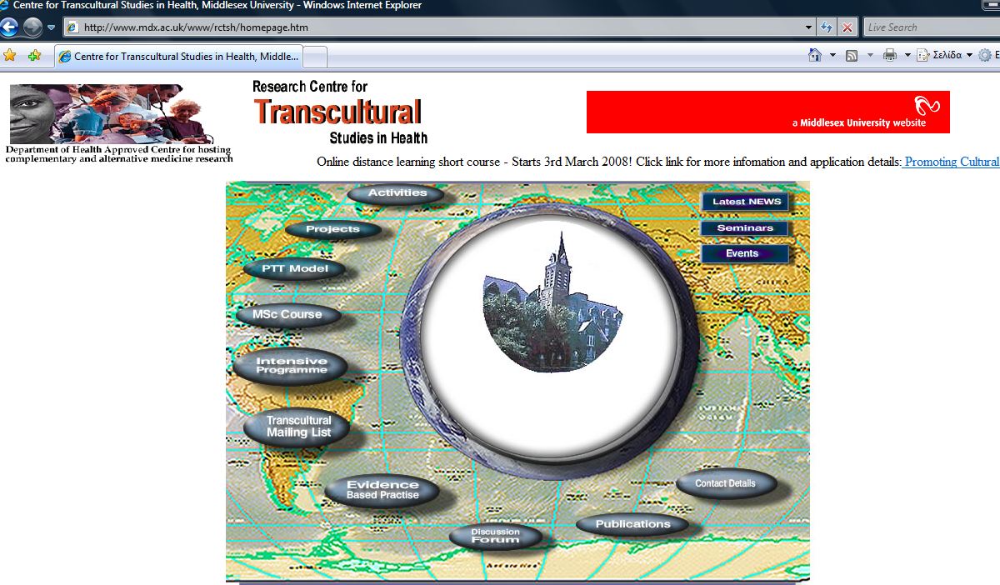 Centre for Transcultural Studies in Health, Middlesex University - Windows Internet Explorer
http://www.mdx.ac.uk/www/rctsh/homepage.htm
Live Search
Centre for Transcultural Studies in Health, Middle...
Σελίδα
Research Centre for
Transcultural
Studies in Health
a Middlesex University website
Department of Health Approved Centre for hosting
complementary and alternative medicine research
Online distance learning short course - Starts 3rd March 2008! Click link for more infomation and application details: Promoting Cultural
Activities
Latest NEWS
Projects
Seminars
Events
PTT Model
CHINA
MSc Course
Intensive
Programme
BRAZIL
INDIAN
OCEAN
Transcultural
Mailing List
Evidence
Based Practise
Contact Details
Publications
Discussion
Forum